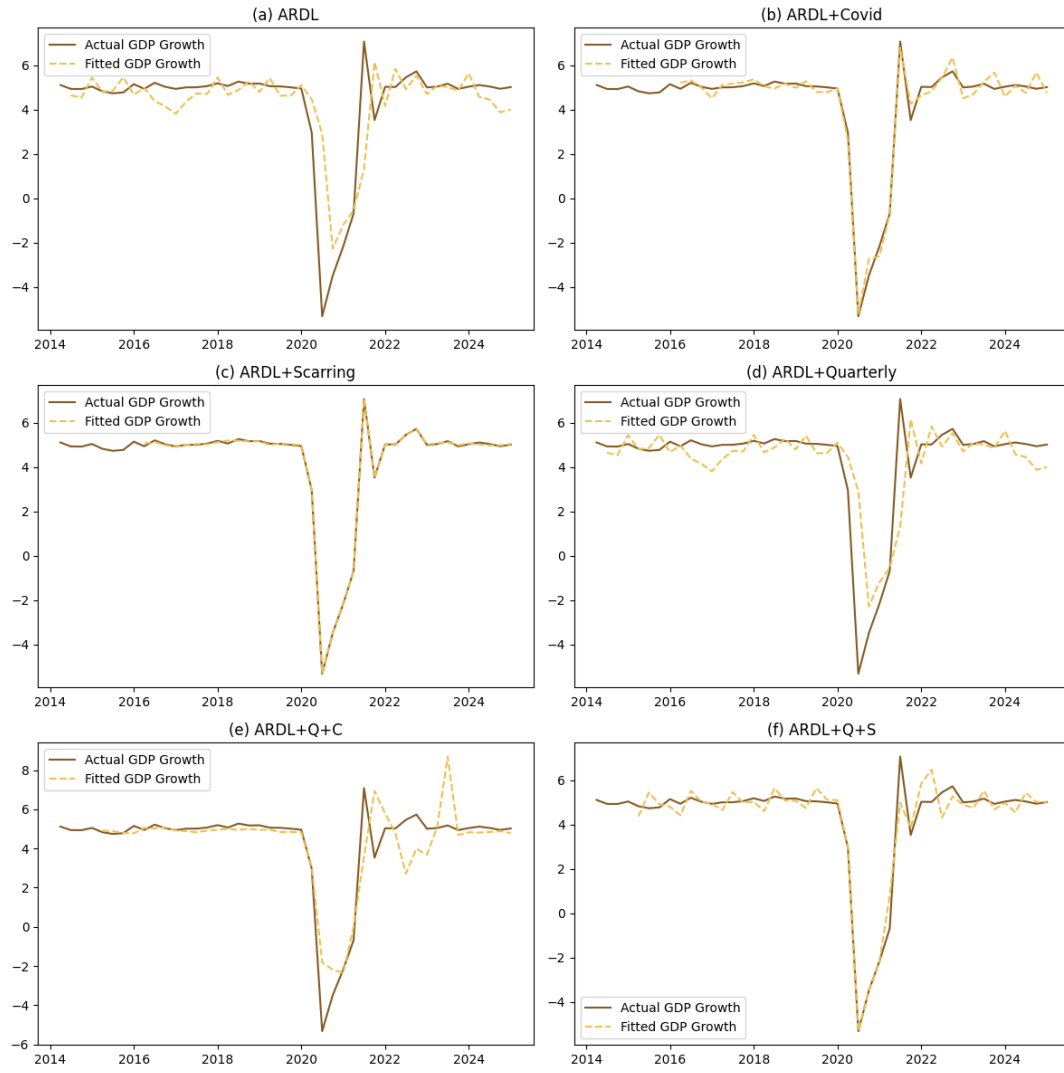 (a) ARDL
Actual GDP Growth
Fitted GDP Growth
6
4
2
0
−2
−4
2014 2016 2018 2020 2022 2024
(b) ARDL+Covid
Actual GDP Growth
Fitted GDP Growth
6
4
2
0
−2
−4
2014 2016 2018 2020 2022 2024
(c) ARDL+Scarring
Actual GDP Growth
Fitted GDP Growth
6
4
2
0
−2
−4
2014 2016 2018 2020 2022 2024
(d) ARDL+Quarterly
Actual GDP Growth
Fitted GDP Growth
6
4
2
0
−2
−4
2014 2016 2018 2020 2022 2024
(e) ARDL+Q+C
Actual GDP Growth
Fitted GDP Growth
8
6
4
2
0
−2
−4
−6
2014 2016 2018 2020 2022 2024
(f) ARDL+Q+S
6
4
2
0
−2
−4
Actual GDP Growth
Fitted GDP Growth
2014 2016 2018 2020 2022 2024